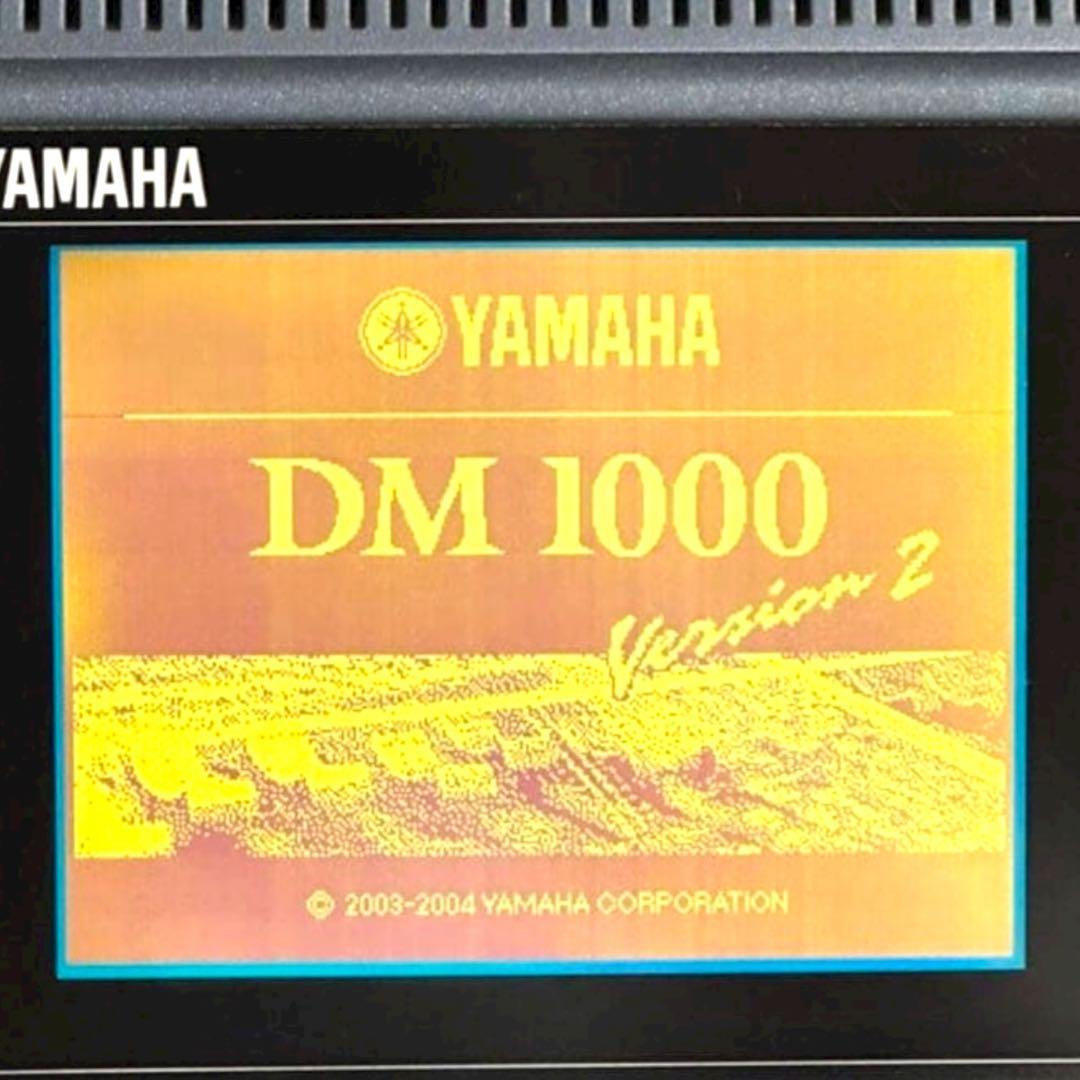 YAMAHA
YAMAHA
DM 1000
Version 2
© 2003-2004 YAMAHA CORPORATION